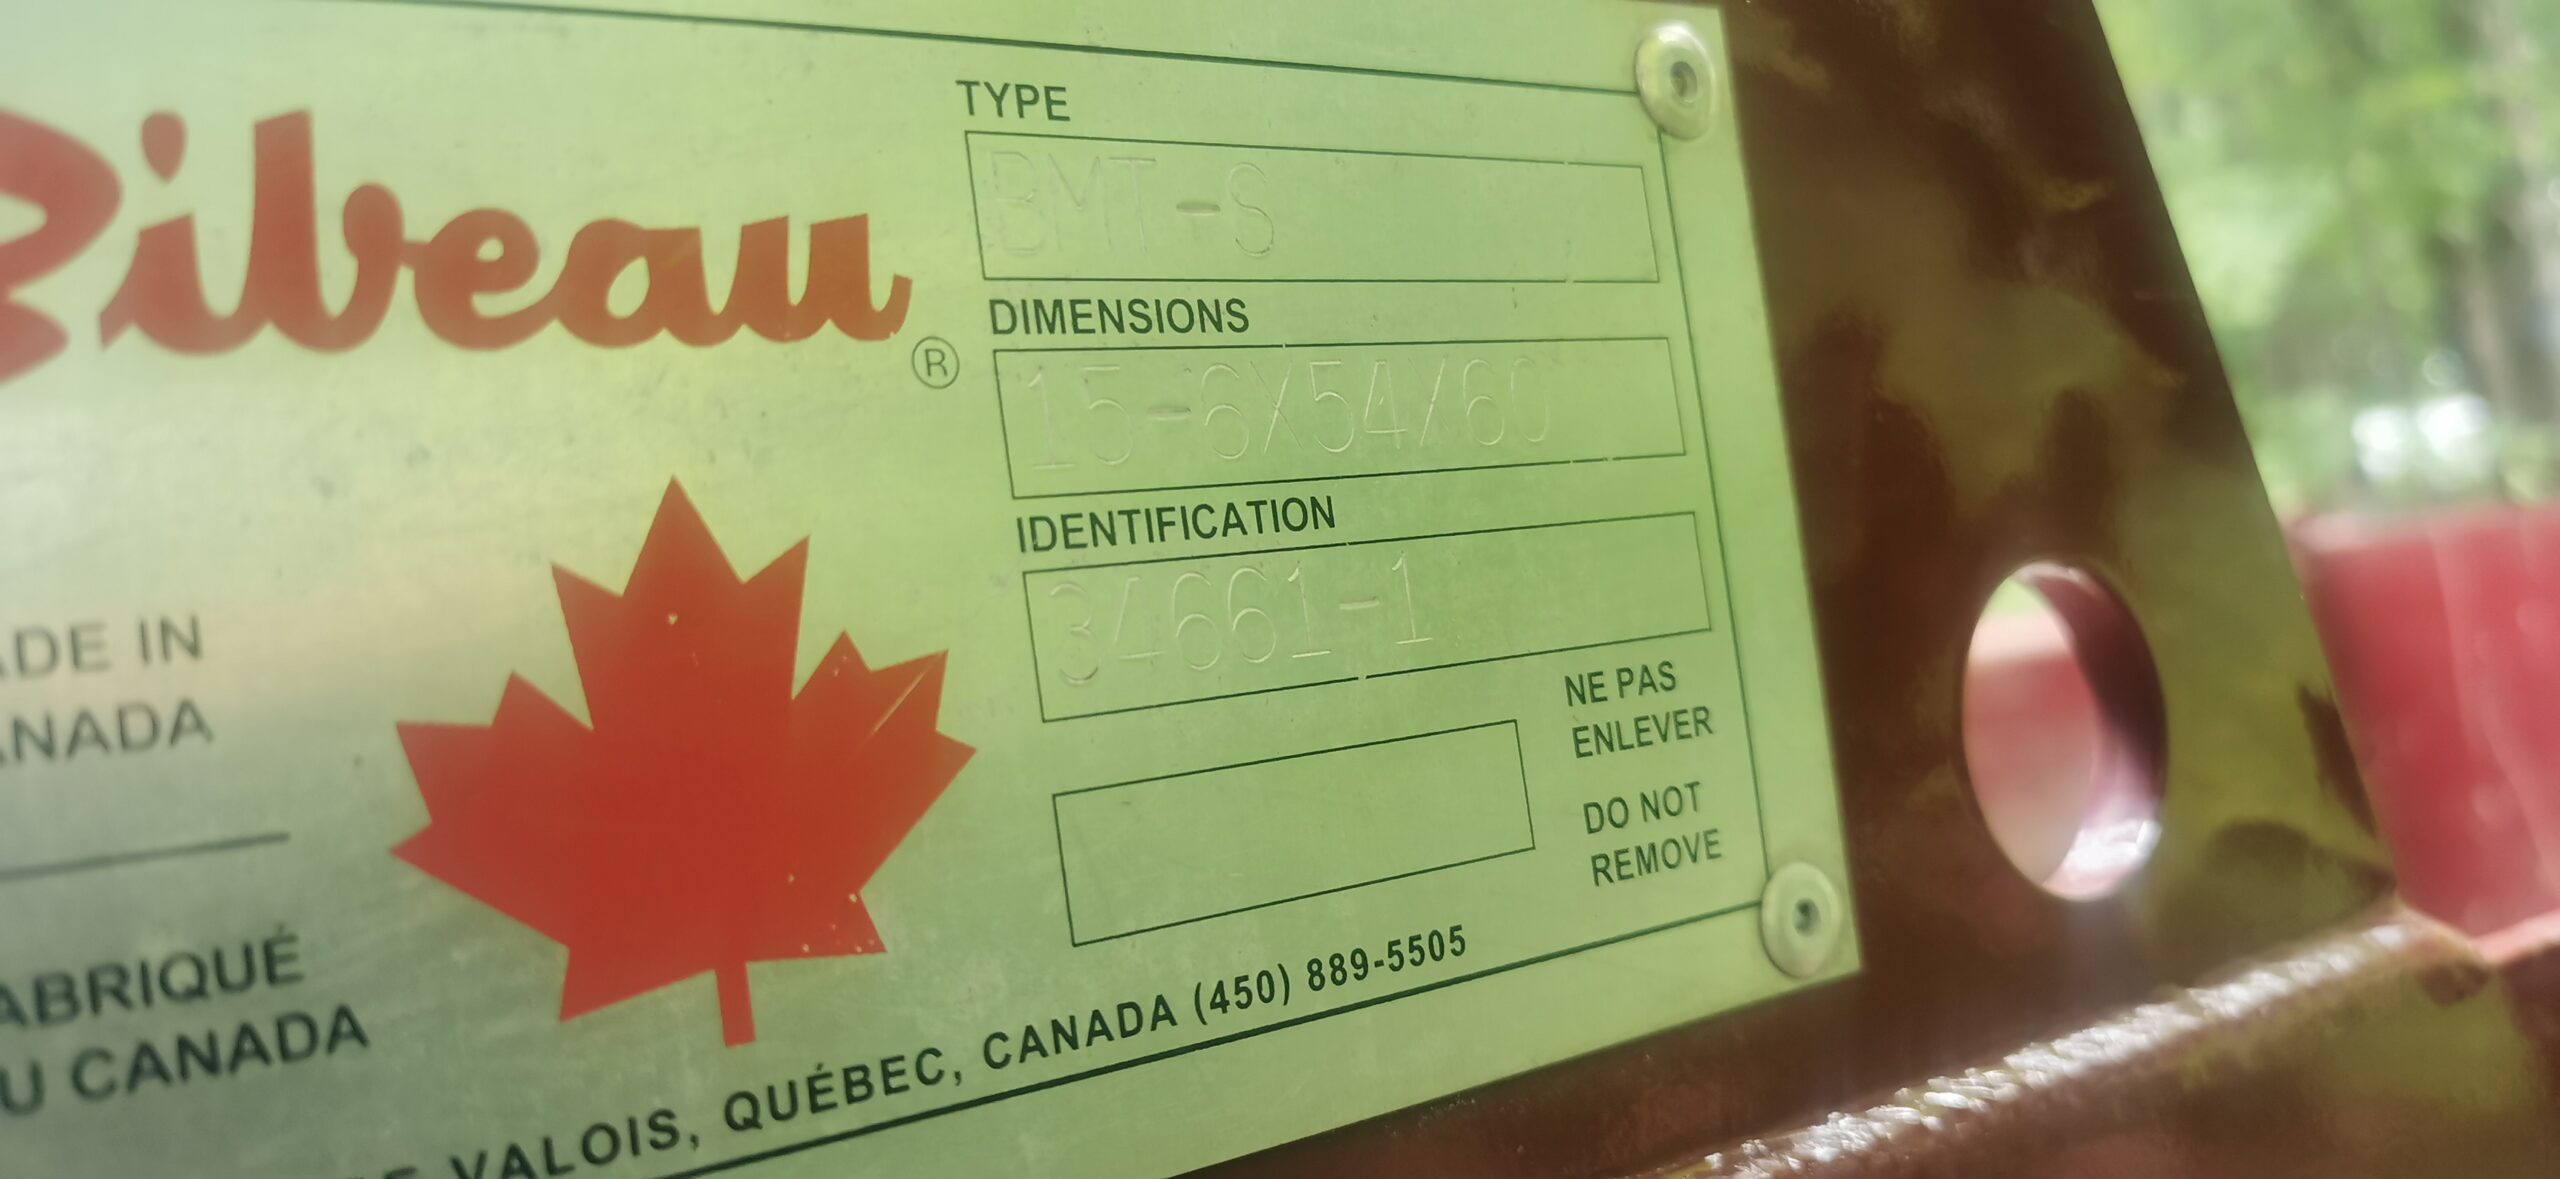 Ribeau ®
TYPE
BMT-S
DIMENSIONS
15-6X54X60
IDENTIFICATION
34661-1
ADE IN
ANADA
ABRIQUÉ
U CANADA
NE PAS
ENLEVER
DO NOT
REMOVE
VALOIS, QUÉBEC, CANADA (450) 889-5505